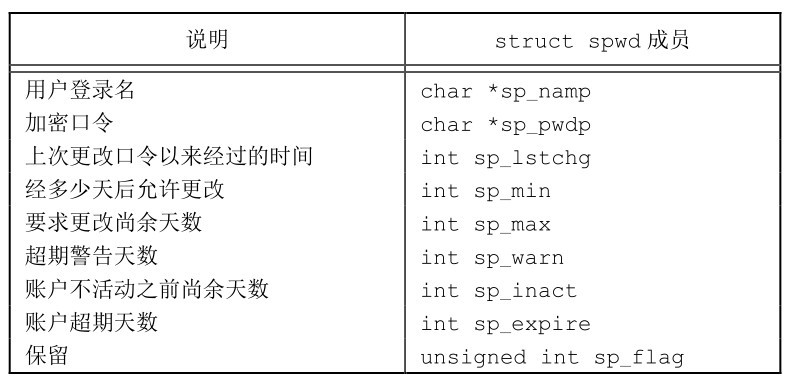 说明 struct spwd 成员
用户登录名 char *sp_namp
加密口令 char *sp_pwdp
上次更改口令以来经过的时间 int sp_lstchg
经多少天后允许更改 int sp_min
要求更改尚余天数 int sp_max
超期警告天数 int sp_warn
账户不活动之前尚余天数 int sp_inact
账户超期天数 int sp_expire
保留 unsigned int sp_flag